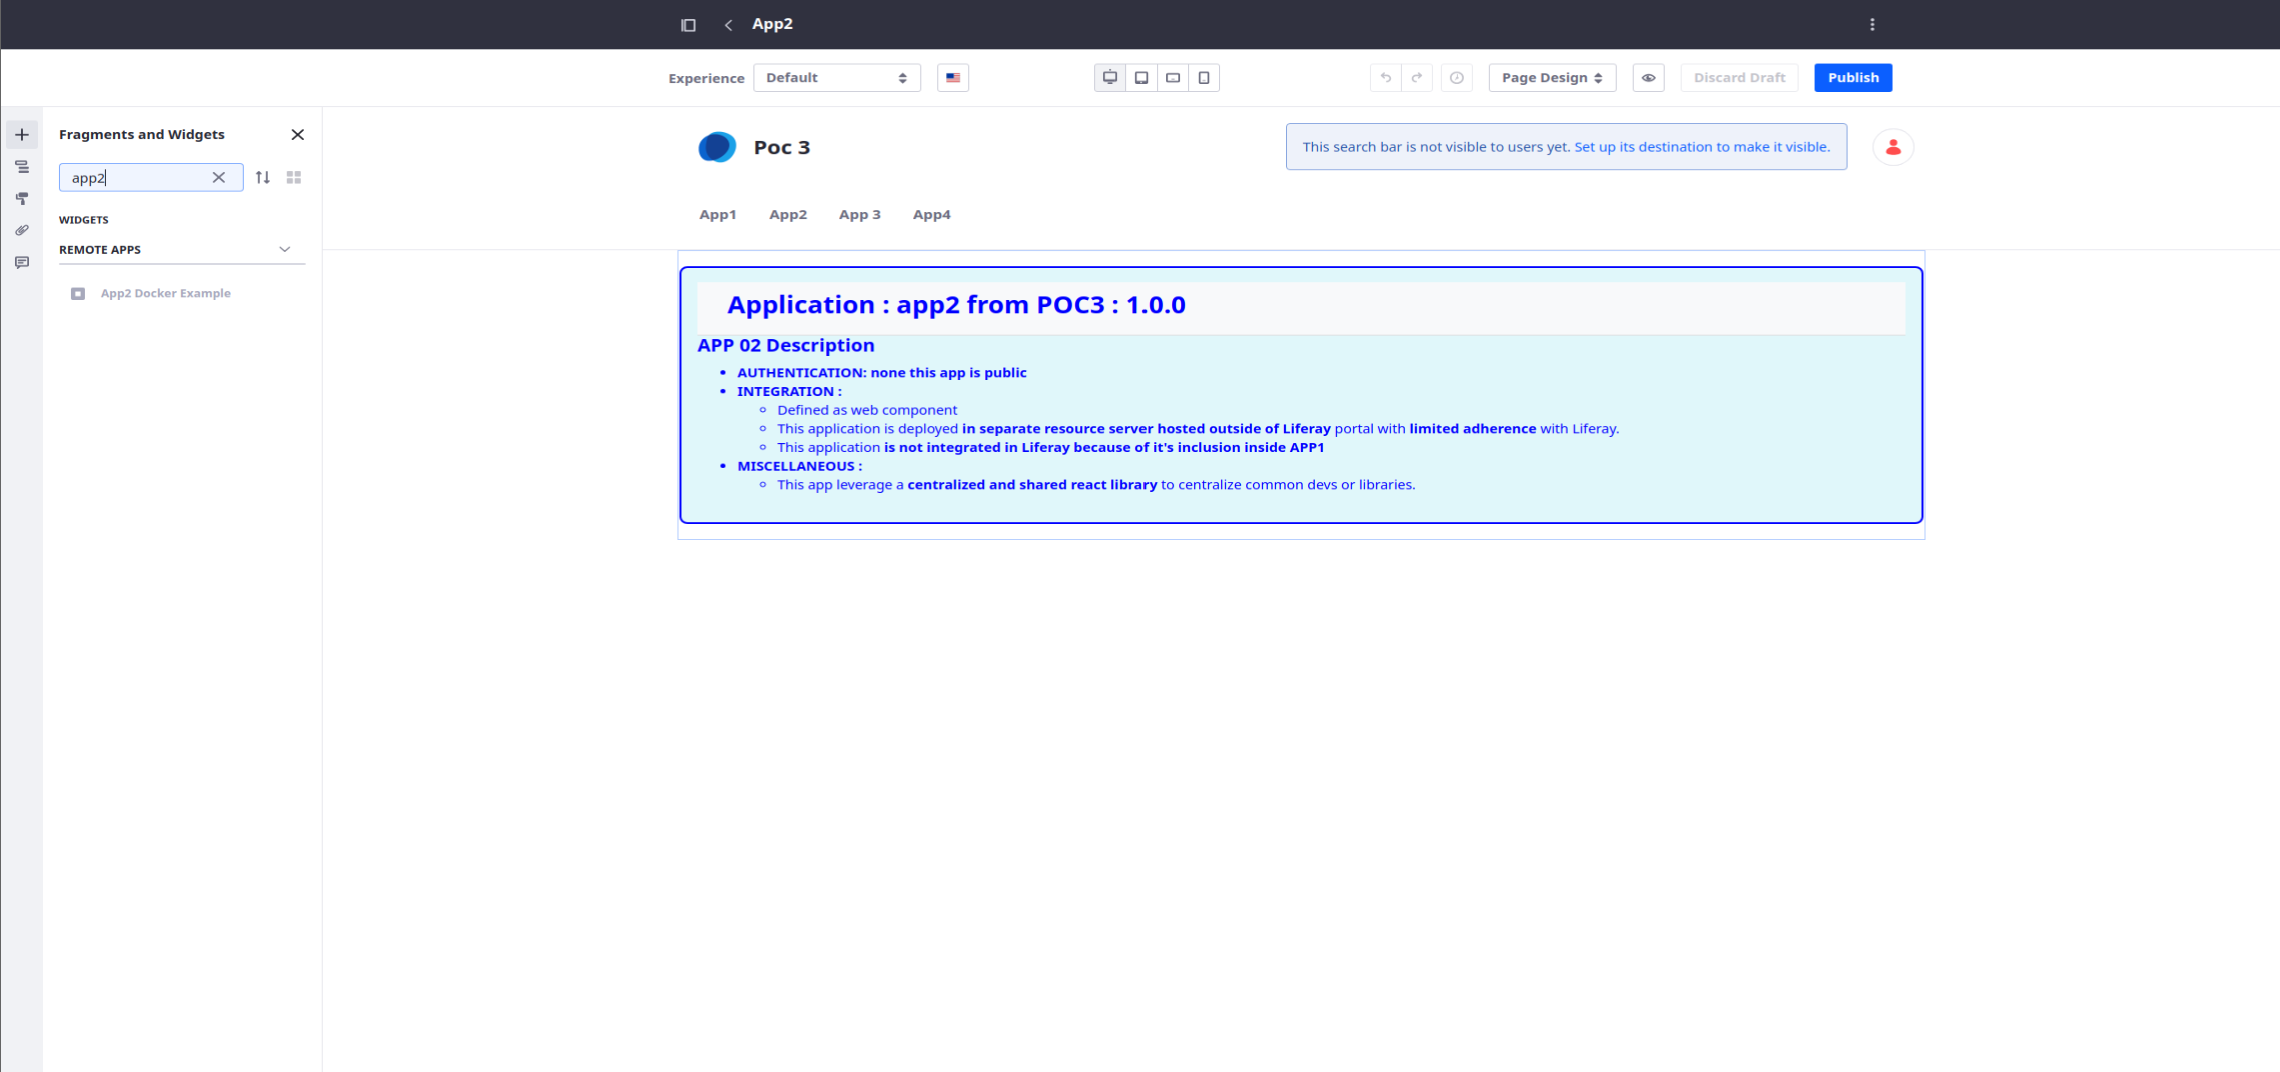 App2
Experience Default Page Design Discard Draft Publish
Fragments and Widgets
app2
WIDGETS
REMOTE APPS
App2 Docker Example
Poc 3 This search bar is not visible to users yet. Set up its destination to make it visible.
App1 App2 App 3 App4
Application : app2 from POC3 : 1.0.0
APP 02 Description
• AUTHENTICATION: none this app is public
• INTEGRATION :
◦ Defined as web component
◦ This application is deployed in separate resource server hosted outside of Liferay portal with limited adherence with Liferay.
◦ This application is not integrated in Liferay because of it's inclusion inside APP1
• MISCELLANEOUS :
◦ This app leverage a centralized and shared react library to centralize common devs or libraries.